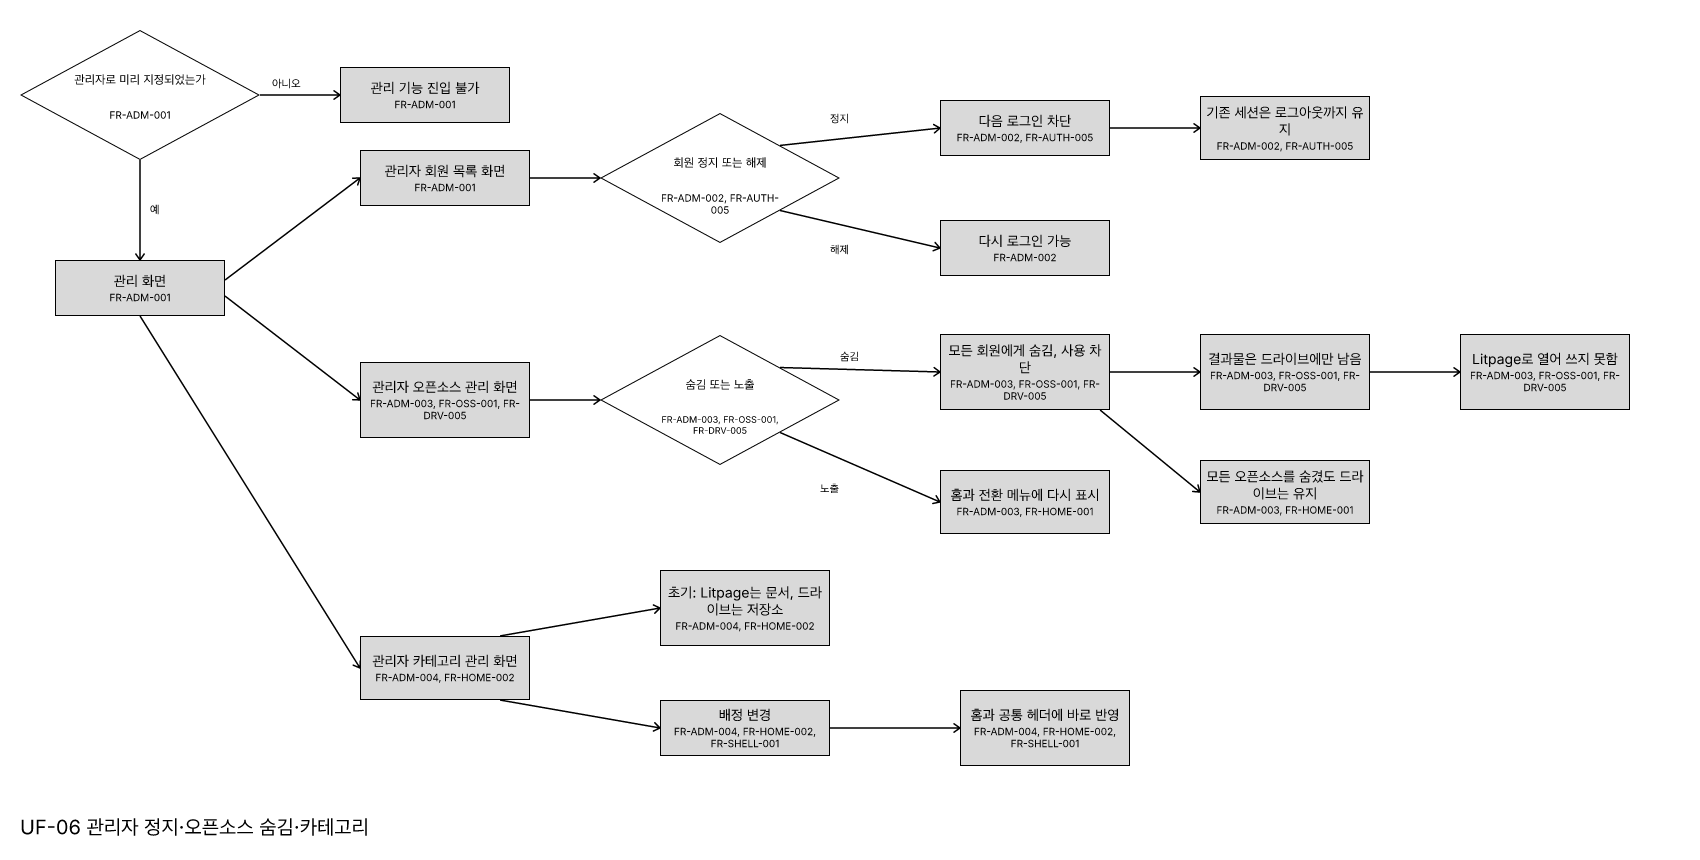 관리자로 미리 지정되었는가
FR-ADM-001
아니오
관리 기능 진입 불가
FR-ADM-001
예
관리 화면
FR-ADM-001
관리자 회원 목록 화면
FR-ADM-001
회원 정지 또는 해제
FR-ADM-002, FR-AUTH-
005
정지
다음 로그인 차단
FR-ADM-002, FR-AUTH-005
기존 세션은 로그아웃까지 유
지
FR-ADM-002, FR-AUTH-005
해제
다시 로그인 가능
FR-ADM-002
관리자 오픈소스 관리 화면
FR-ADM-003, FR-OSS-001, FR-
DRV-005
숨김 또는 노출
FR-ADM-003, FR-OSS-001,
FR-DRV-005
숨김
모든 회원에게 숨김, 사용 차
단
FR-ADM-003, FR-OSS-001, FR-
DRV-005
결과물은 드라이브에만 남음
FR-ADM-003, FR-OSS-001, FR-
DRV-005
Litpage로 열어 쓰지 못함
FR-ADM-003, FR-OSS-001, FR-
DRV-005
노출
홈과 전환 메뉴에 다시 표시
FR-ADM-003, FR-HOME-001
모든 오픈소스를 숨겼도 드라
이브는 유지
FR-ADM-003, FR-HOME-001
관리자 카테고리 관리 화면
FR-ADM-004, FR-HOME-002
초기: Litpage는 문서, 드라
이브는 저장소
FR-ADM-004, FR-HOME-002
배정 변경
FR-ADM-004, FR-HOME-002,
FR-SHELL-001
홈과 공통 헤더에 바로 반영
FR-ADM-004, FR-HOME-002,
FR-SHELL-001
UF-06 관리자 정지·오픈소스 숨김·카테고리